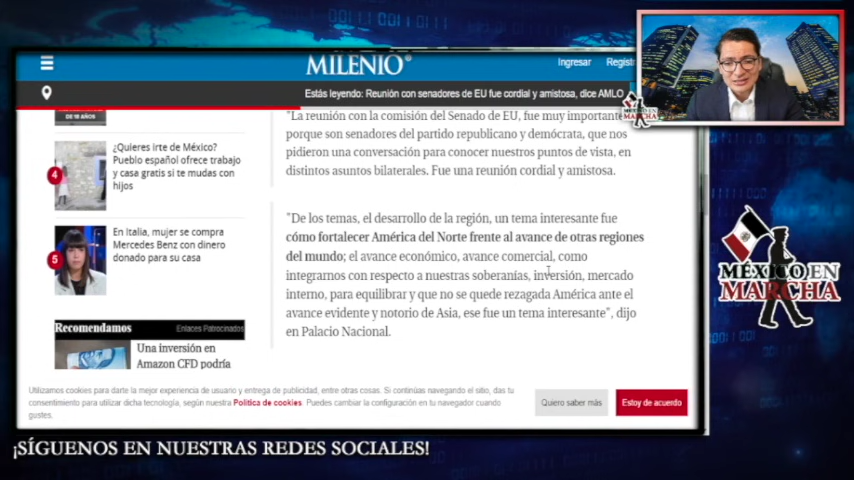 MILENIO
Ingresar
Estás leyendo: Reunión con senadores de EU fue cordial y amistosa, dice AMLO
DE 18 AÑOS
4
¿Quieres irte de México?
Pueblo español ofrece trabajo
y casa gratis si te mudas con
hijos
5
En Italia, mujer se compra
Mercedes Benz con dinero
donado para su casa
Recomendamos
Enlaces Patrocinados
Una inversión en
Amazon CFD podría
"La reunión con la comisión del Senado de EU, fue muy importante
porque son senadores del partido republicano y demócrata, que nos
pidieron una conversación para conocer nuestros puntos de vista, en
distintos asuntos bilaterales. Fue una reunión cordial y amistosa.
"De los temas, el desarrollo de la región, un tema interesante fue
cómo fortalecer América del Norte frente al avance de otras regiones
del mundo; el avance económico, avance comercial, como
integrarnos con respecto a nuestras soberanías, inversión, mercado
interno, para equilibrar y que no se quede rezagada América ante el
avance evidente y notorio de Asia, ese fue un tema interesante", dijo
en Palacio Nacional.
Utilizamos cookies para darte la mejor experiencia de usuario y entrega de publicidad, entre otras cosas. Si continúas navegando el sitio, das tu
consentimiento para utilizar dicha tecnología, según nuestra Política de cookies. Puedes cambiar la configuración en tu navegador cuando
gustes.
Quiero saber más
Estoy de acuerdo
MÉXICO EN
MARCHA
MÉXICO EN
MARCHA
¡SÍGUENOS EN NUESTRAS REDES SOCIALES!